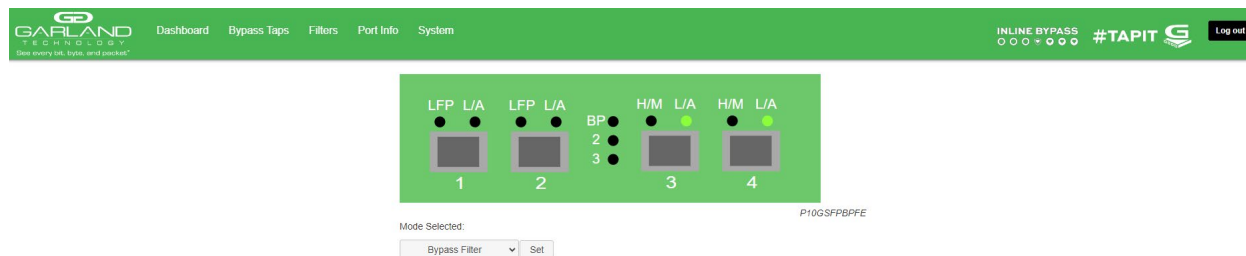 GARLAND
TECHNOLOGY
See every bit, byte, and packet®
Dashboard Bypass Taps Filters Port Info System
INLINE BYPASS
#TAPIT
Log out
LFP L/A LFP L/A H/M L/A H/M L/A
BP
2
3
1 2 3 4
P10GSFPBPFE
Mode Selected:
Bypass Filter Set